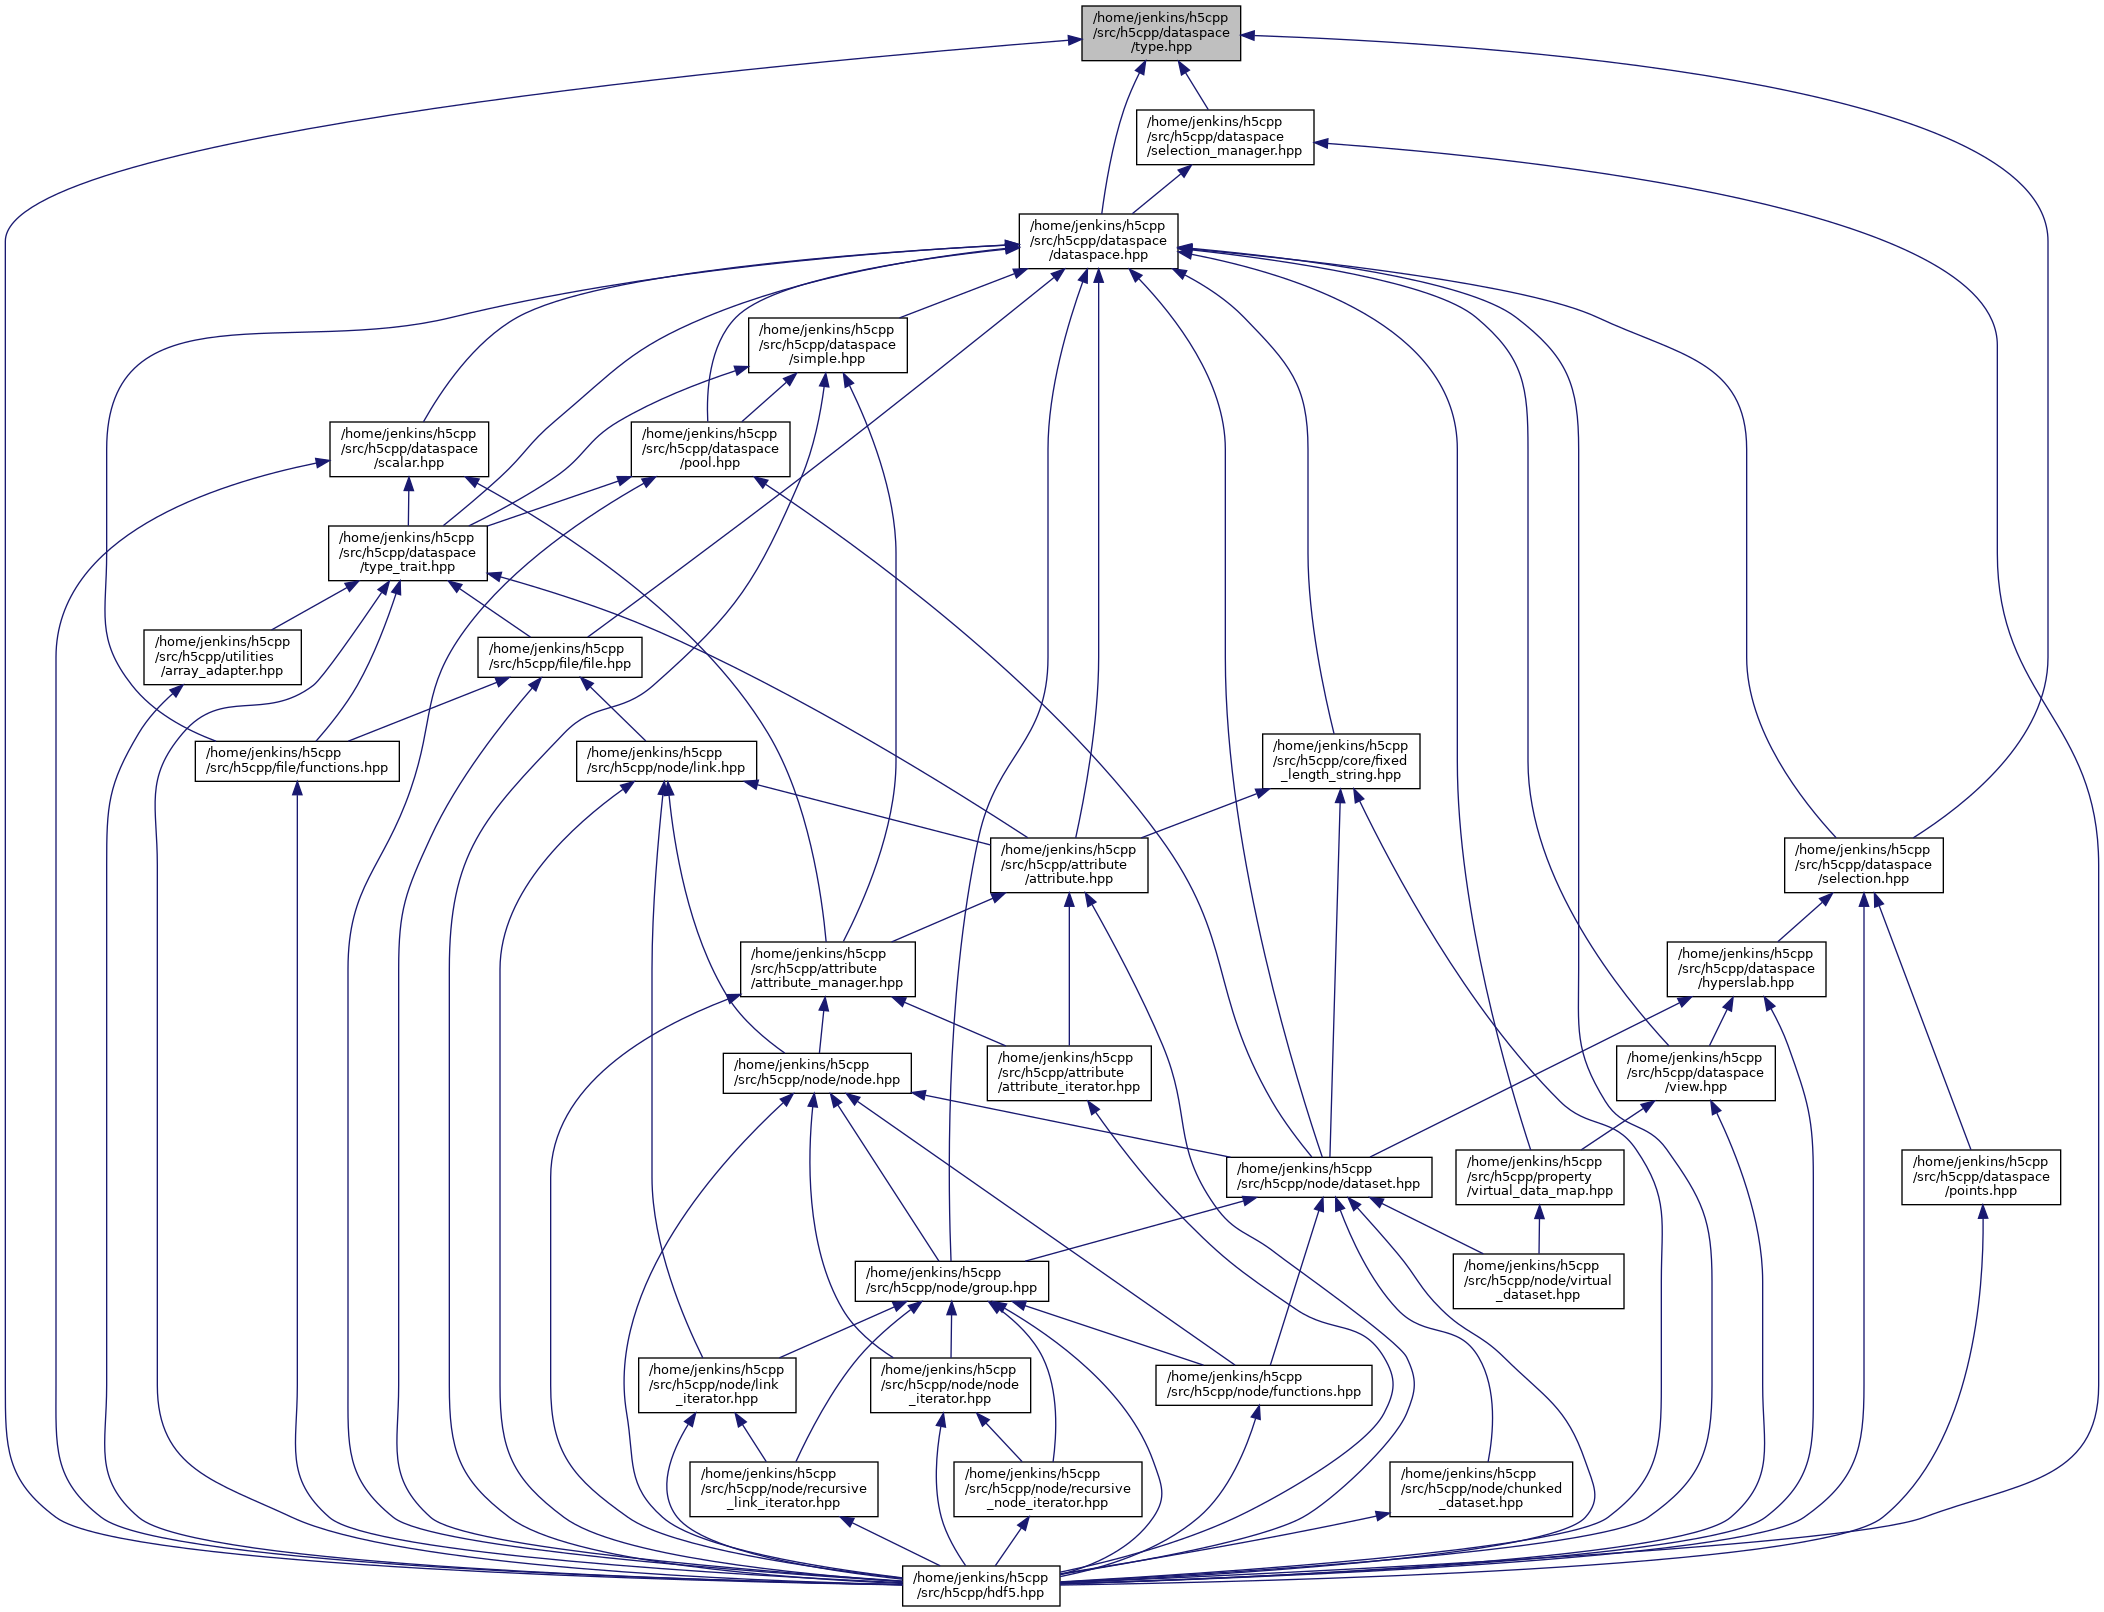 /home/jenkins/h5cpp
/src/h5cpp/dataspace
/type.hpp
/home/jenkins/h5cpp
/src/h5cpp/dataspace
/selection_manager.hpp
/home/jenkins/h5cpp
/src/h5cpp/dataspace
/dataspace.hpp
/home/jenkins/h5cpp
/src/h5cpp/dataspace
/simple.hpp
/home/jenkins/h5cpp
/src/h5cpp/dataspace
/scalar.hpp
/home/jenkins/h5cpp
/src/h5cpp/dataspace
/pool.hpp
/home/jenkins/h5cpp
/src/h5cpp/dataspace
/type_trait.hpp
/home/jenkins/h5cpp
/src/h5cpp/utilities
/array_adapter.hpp
/home/jenkins/h5cpp
/src/h5cpp/file/file.hpp
/home/jenkins/h5cpp
/src/h5cpp/file/functions.hpp
/home/jenkins/h5cpp
/src/h5cpp/node/link.hpp
/home/jenkins/h5cpp
/src/h5cpp/core/fixed
_length_string.hpp
/home/jenkins/h5cpp
/src/h5cpp/attribute
/attribute.hpp
/home/jenkins/h5cpp
/src/h5cpp/dataspace
/selection.hpp
/home/jenkins/h5cpp
/src/h5cpp/attribute
/attribute_manager.hpp
/home/jenkins/h5cpp
/src/h5cpp/dataspace
/hyperslab.hpp
/home/jenkins/h5cpp
/src/h5cpp/node/node.hpp
/home/jenkins/h5cpp
/src/h5cpp/attribute
/attribute_iterator.hpp
/home/jenkins/h5cpp
/src/h5cpp/dataspace
/view.hpp
/home/jenkins/h5cpp
/src/h5cpp/node/dataset.hpp
/home/jenkins/h5cpp
/src/h5cpp/property
/virtual_data_map.hpp
/home/jenkins/h5cpp
/src/h5cpp/dataspace
/points.hpp
/home/jenkins/h5cpp
/src/h5cpp/node/group.hpp
/home/jenkins/h5cpp
/src/h5cpp/node/virtual
_dataset.hpp
/home/jenkins/h5cpp
/src/h5cpp/node/link
_iterator.hpp
/home/jenkins/h5cpp
/src/h5cpp/node/node
_iterator.hpp
/home/jenkins/h5cpp
/src/h5cpp/node/functions.hpp
/home/jenkins/h5cpp
/src/h5cpp/node/recursive
_link_iterator.hpp
/home/jenkins/h5cpp
/src/h5cpp/node/recursive
_node_iterator.hpp
/home/jenkins/h5cpp
/src/h5cpp/node/chunked
_dataset.hpp
/home/jenkins/h5cpp
/src/h5cpp/hdf5.hpp